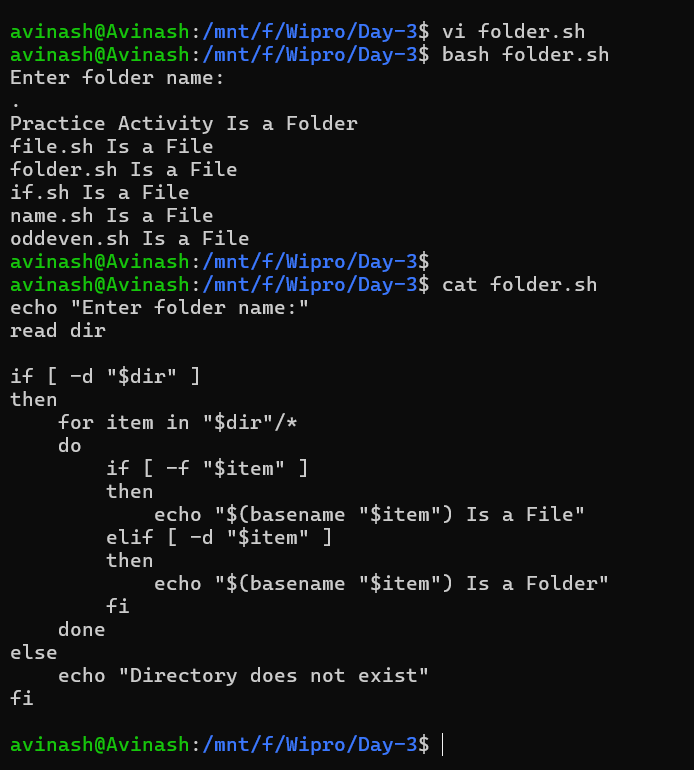 avinash@Avinash:/mnt/f/Wipro/Day-3$ vi folder.sh
avinash@Avinash:/mnt/f/Wipro/Day-3$ bash folder.sh
Enter folder name:
.
Practice Activity Is a Folder
file.sh Is a File
folder.sh Is a File
if.sh Is a File
name.sh Is a File
oddeven.sh Is a File
avinash@Avinash:/mnt/f/Wipro/Day-3$
avinash@Avinash:/mnt/f/Wipro/Day-3$ cat folder.sh
echo "Enter folder name:"
read dir

if [ -d "$dir" ]
then
    for item in "$dir"/*
    do
        if [ -f "$item" ]
        then
            echo "$(basename "$item") Is a File"
        elif [ -d "$item" ]
        then
            echo "$(basename "$item") Is a Folder"
        fi
    done
else
    echo "Directory does not exist"
fi

avinash@Avinash:/mnt/f/Wipro/Day-3$